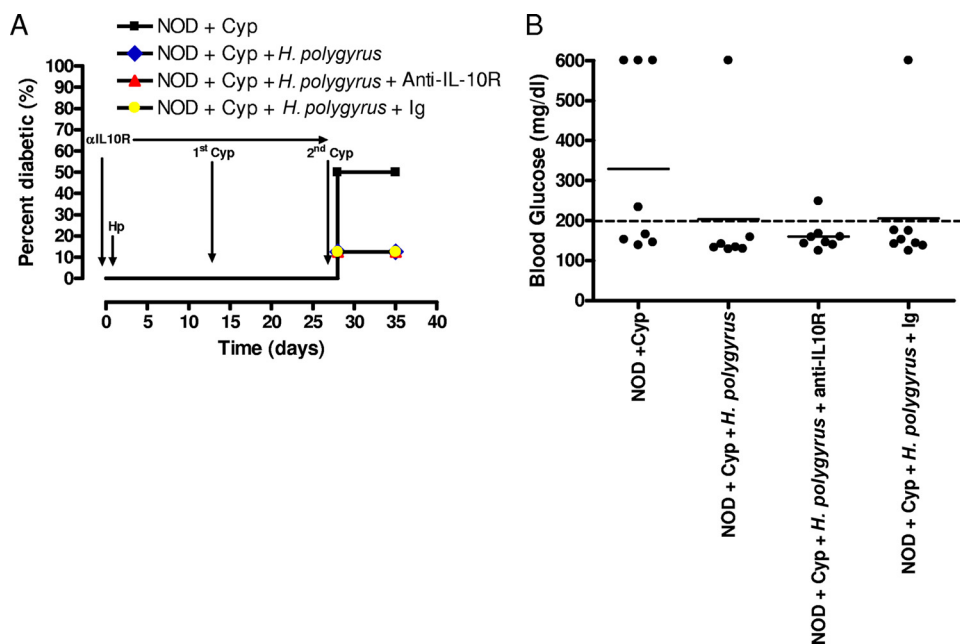 A
NOD + Cyp
NOD + Cyp + H. polygyrus
NOD + Cyp + H. polygyrus + Anti-IL-10R
NOD + Cyp + H. polygyrus + Ig
Percent diabetic (%)
100
90
80
70
60
50
40
30
20
10
0
αIL10R
1st Cyp
2nd Cyp
Hp
0 5 10 15 20 25 30 35 40
Time (days)
B
Blood Glucose (mg/dl)
600
500
400
300
200
100
0
NOD +Cyp
NOD + Cyp + H. polygyrus
NOD + Cyp + H. polygyrus + anti-IL10R
NOD + Cyp + H. polygyrus + Ig